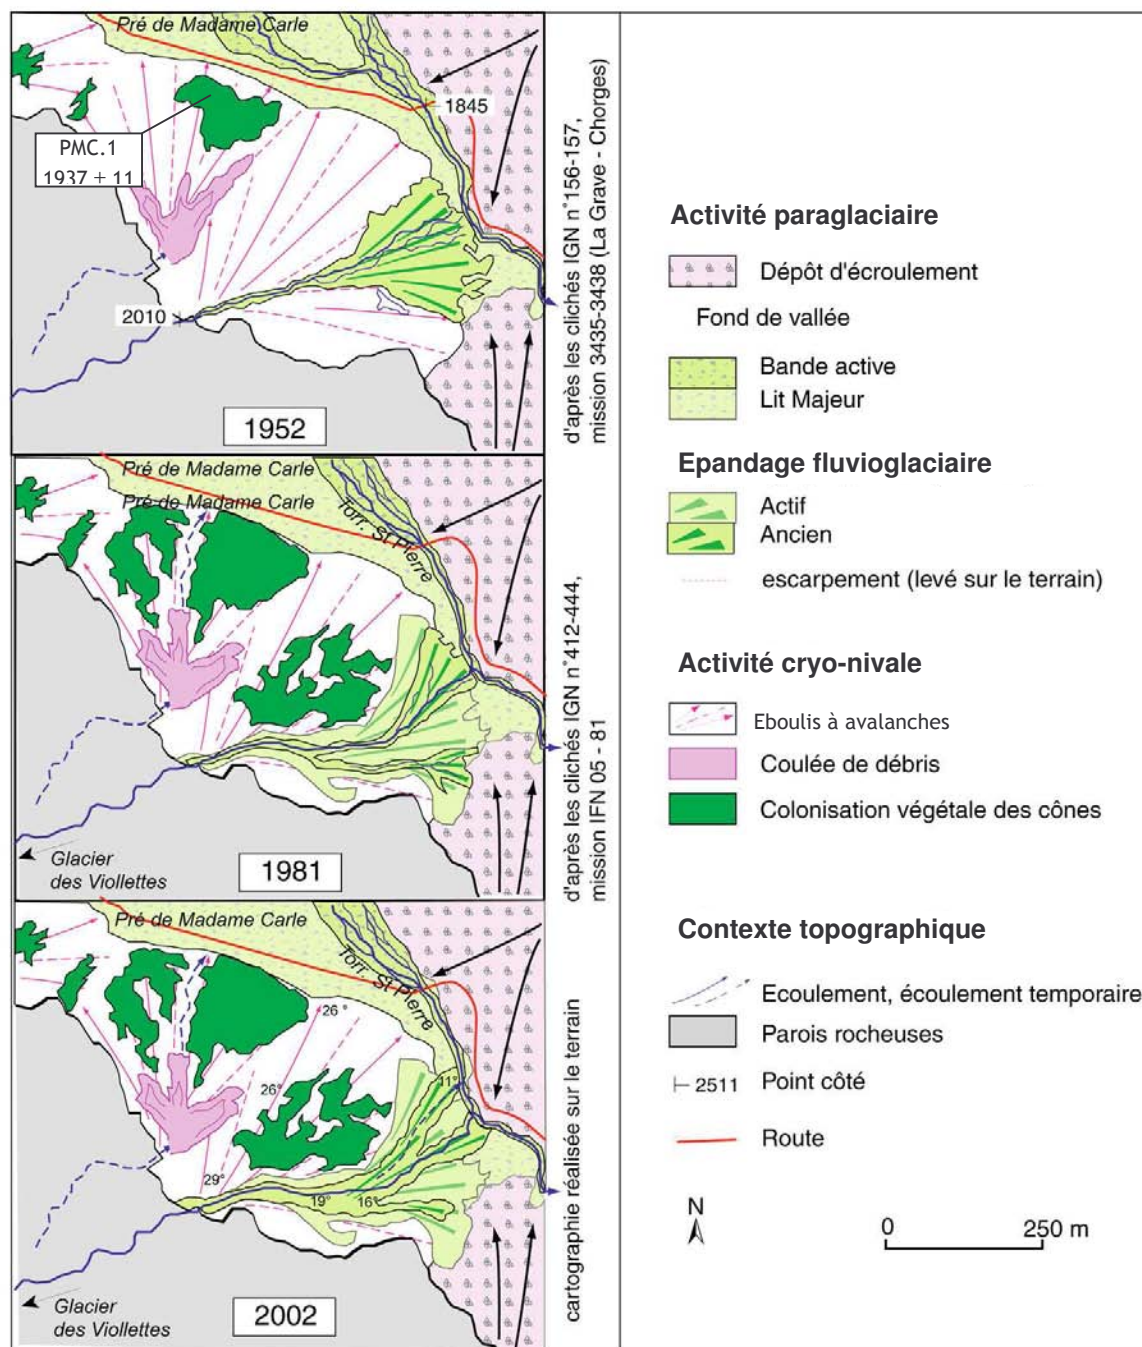 Pré de Madame Carle
1845
PMC.1
1937 + 11
2010
1952
d'après les clichés IGN n°156-157,
mission 3435-3438 (La Grave - Chorges)
Pré de Madame Carle
Pré de Madame Carle
Torr. St Pierre
Glacier
des Viollettes
1981
d'après les clichés IGN n°412-444,
mission IFN 05 - 81
Pré de Madame Carle
Torr. St Pierre
26°
26°
11°
29°
19°
16°
Glacier
des Viollettes
2002
cartographie réalisée sur le terrain
Activité paraglaciaire
Dépôt d'écroulement
Fond de vallée
Bande active
Lit Majeur
Epandage fluvioglaciaire
Actif
Ancien
escarpement (levé sur le terrain)
Activité cryo-nivale
Eboulis à avalanches
Coulée de débris
Colonisation végétale des cônes
Contexte topographique
Ecoulement, écoulement temporaire
Parois rocheuses
2511 Point côté
Route
N
0 250 m